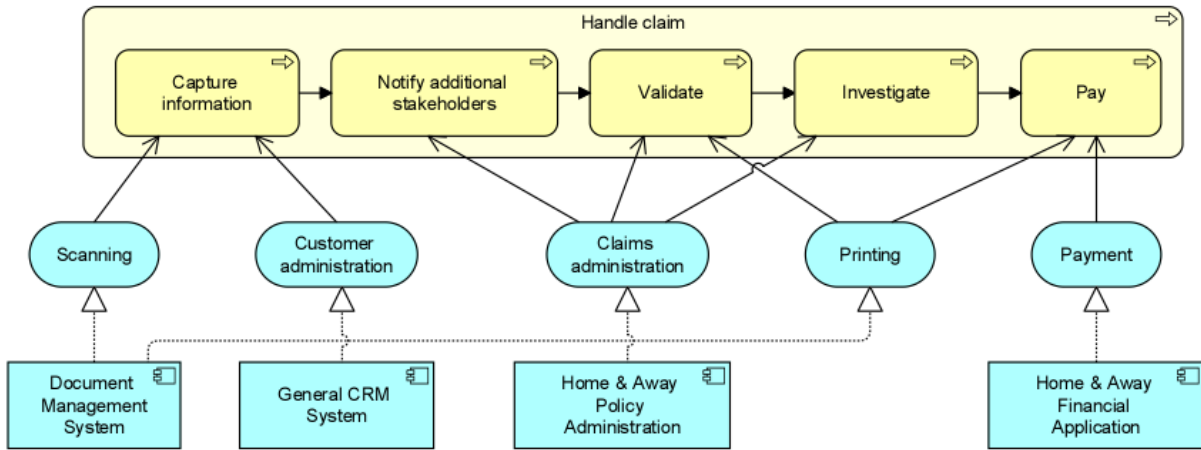 Handle claim
Capture
information
Notify additional
stakeholders
Validate
Investigate
Pay
Scanning
Customer
administration
Claims
administration
Printing
Payment
Document
Management
System
General CRM
System
Home & Away
Policy
Administration
Home & Away
Financial
Application